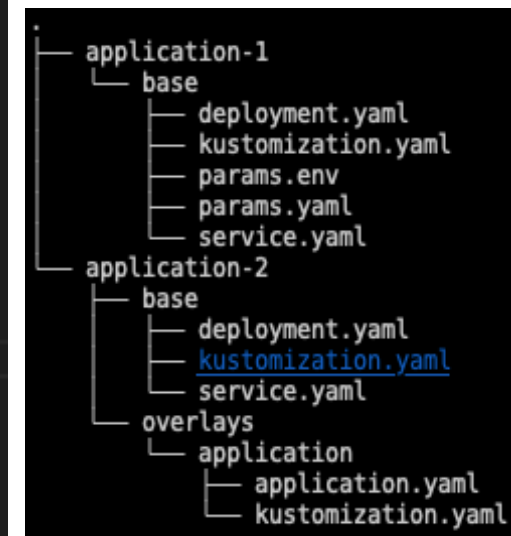 .
├── application-1
│   └── base
│       ├── deployment.yaml
│       ├── kustomization.yaml
│       ├── params.env
│       ├── params.yaml
│       └── service.yaml
└── application-2
    ├── base
    │   ├── deployment.yaml
    │   ├── kustomization.yaml
    │   └── service.yaml
    └── overlays
        └── application
            ├── application.yaml
            └── kustomization.yaml